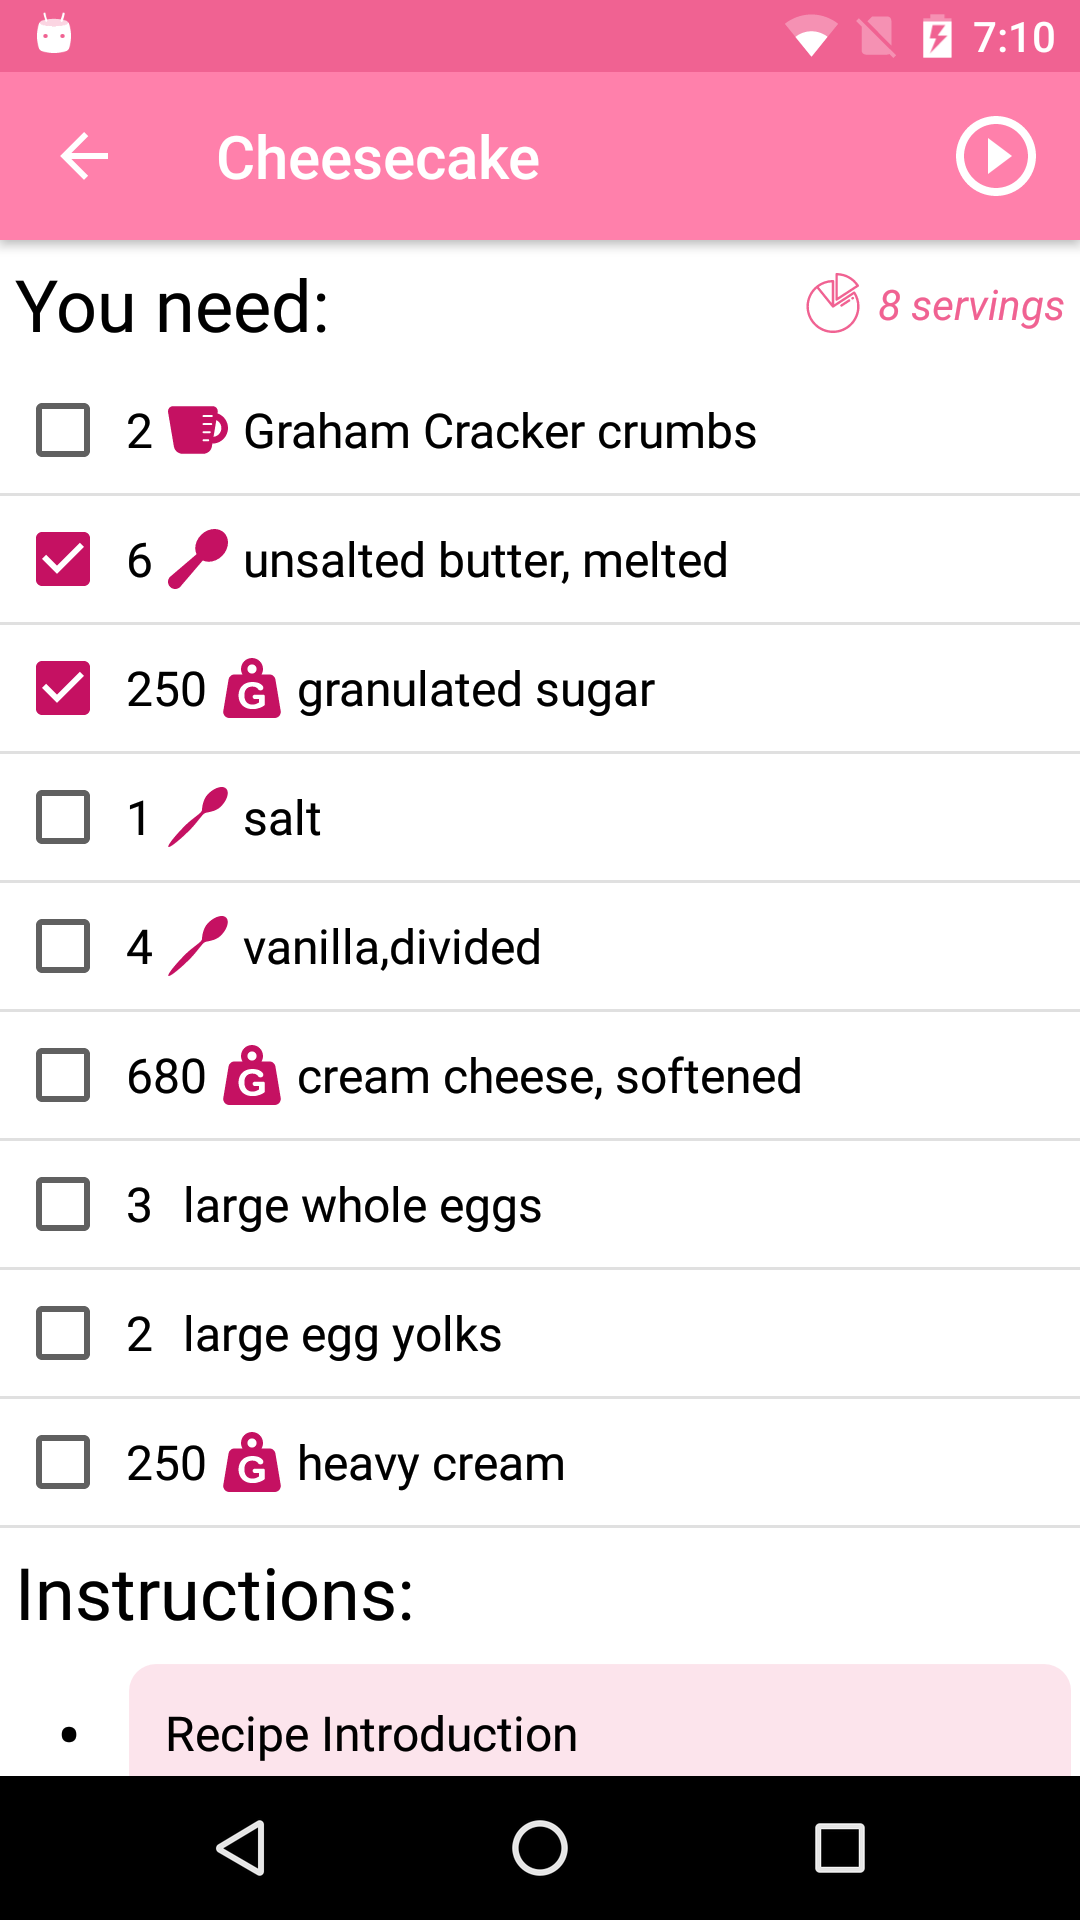 7:10
Cheesecake
You need:
8 servings
2 Graham Cracker crumbs
6 unsalted butter, melted
250 G granulated sugar
1 salt
4 vanilla,divided
680 G cream cheese, softened
3 large whole eggs
2 large egg yolks
250 G heavy cream
Instructions:
• Recipe Introduction